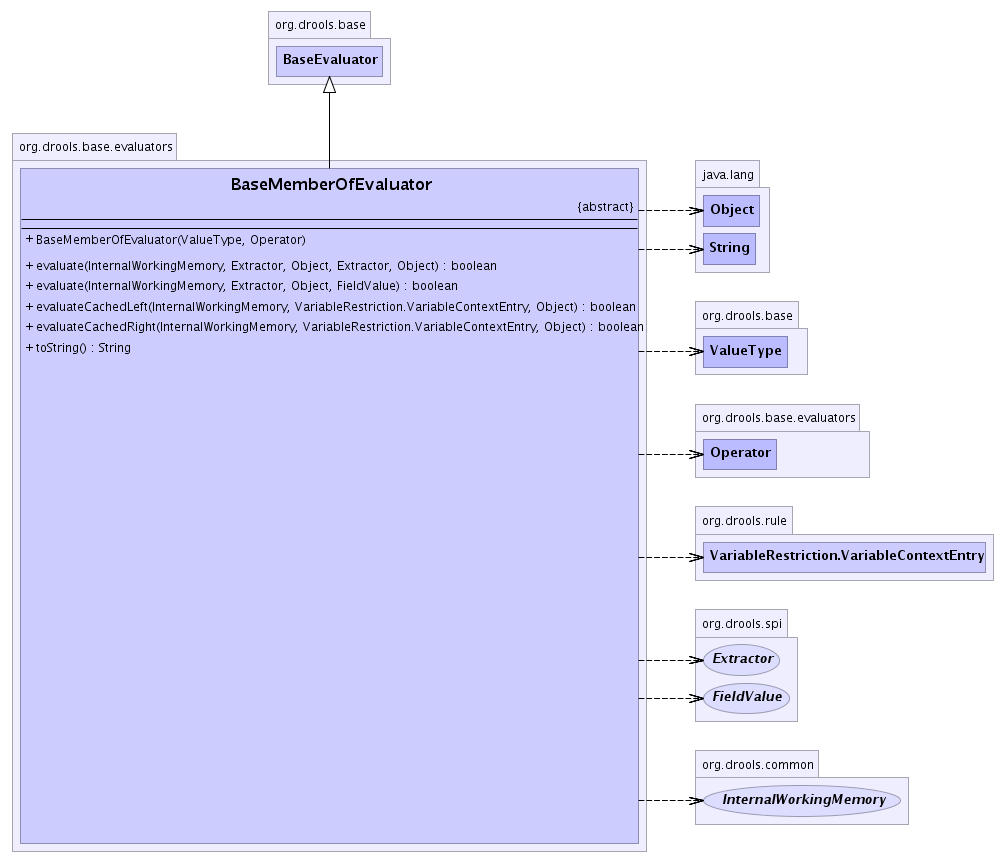 org.drools.base
BaseEvaluator
org.drools.base.evaluators
BaseMemberOfEvaluator
{abstract}
+ BaseMemberOfEvaluator(ValueType, Operator)
+ evaluate(InternalWorkingMemory, Extractor, Object, Extractor, Object) : boolean
+ evaluate(InternalWorkingMemory, Extractor, Object, FieldValue) : boolean
+ evaluateCachedLeft(InternalWorkingMemory, VariableRestriction.VariableContextEntry, Object) : boolean
+ evaluateCachedRight(InternalWorkingMemory, VariableRestriction.VariableContextEntry, Object) : boolean
+ toString() : String
java.lang
Object
String
org.drools.base
ValueType
org.drools.base.evaluators
Operator
org.drools.rule
VariableRestriction.VariableContextEntry
org.drools.spi
Extractor
FieldValue
org.drools.common
InternalWorkingMemory